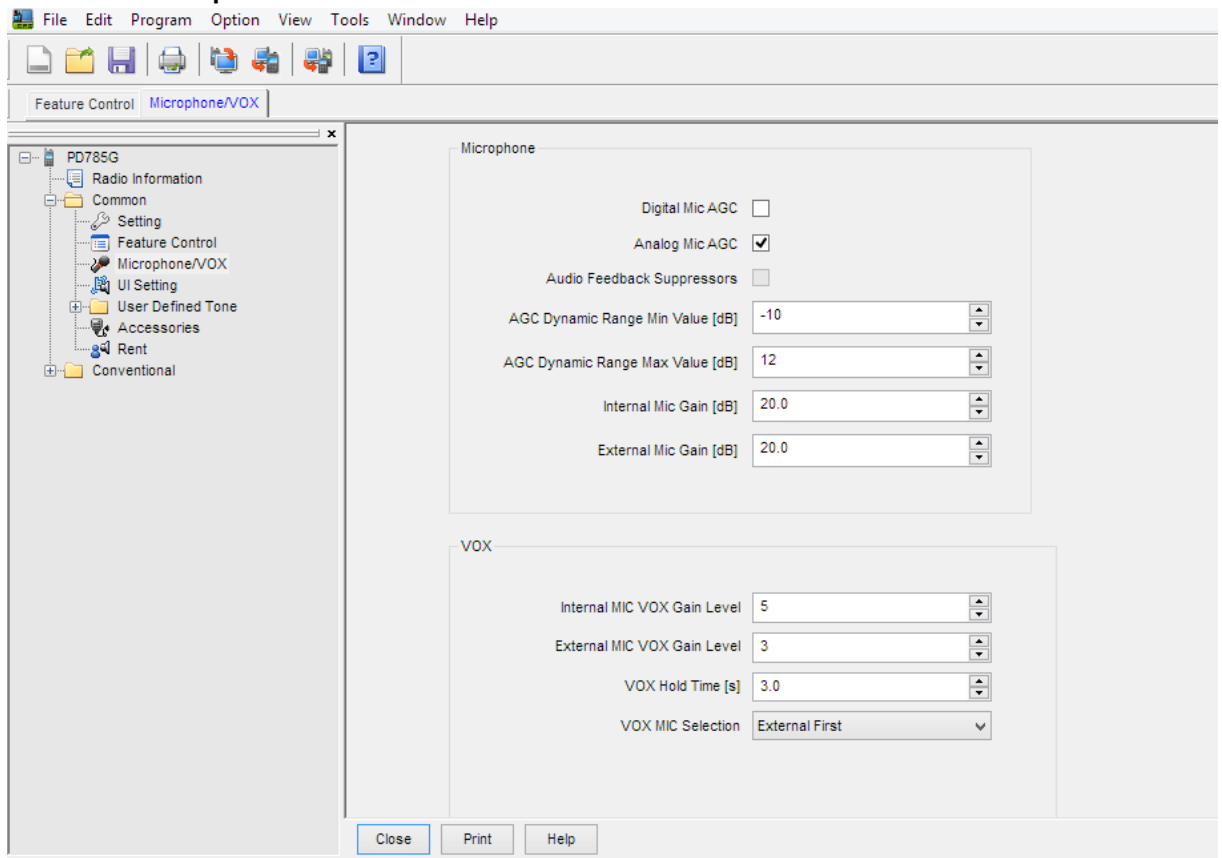 File Edit Program Option View Tools Window Help
Feature Control Microphone/VOX
x
PD785G
Radio Information
Common
Setting
Feature Control
Microphone/VOX
UI Setting
User Defined Tone
Accessories
Rent
Conventional
Microphone
Digital Mic AGC
Analog Mic AGC
Audio Feedback Suppressors
AGC Dynamic Range Min Value [dB] -10
AGC Dynamic Range Max Value [dB] 12
Internal Mic Gain [dB] 20.0
External Mic Gain [dB] 20.0
VOX
Internal MIC VOX Gain Level 5
External MIC VOX Gain Level 3
VOX Hold Time [s] 3.0
VOX MIC Selection External First
Close Print Help